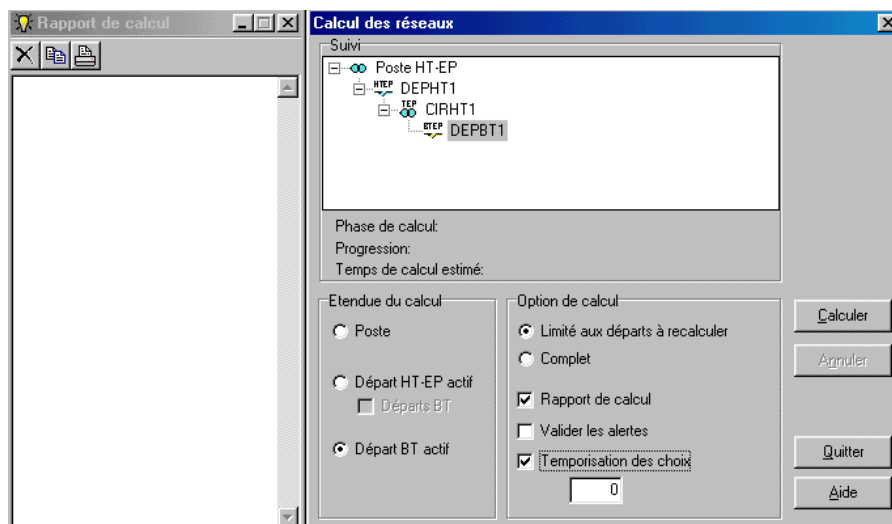 Rapport de calcul
Calcul des réseaux
Suivi
Poste HT-EP
HTEP DEPHT1
TEP CIRHT1
BTEP DEPBT1
Phase de calcul:
Progression:
Temps de calcul estimé:
Etendue du calcul
Poste
Départ HT-EP actif
Départs BT
Départ BT actif
Option de calcul
Limité aux départs à recalculer
Complet
Rapport de calcul
Valider les alertes
Temporisation des choix
0
Calculer
Annuler
Quitter
Aide